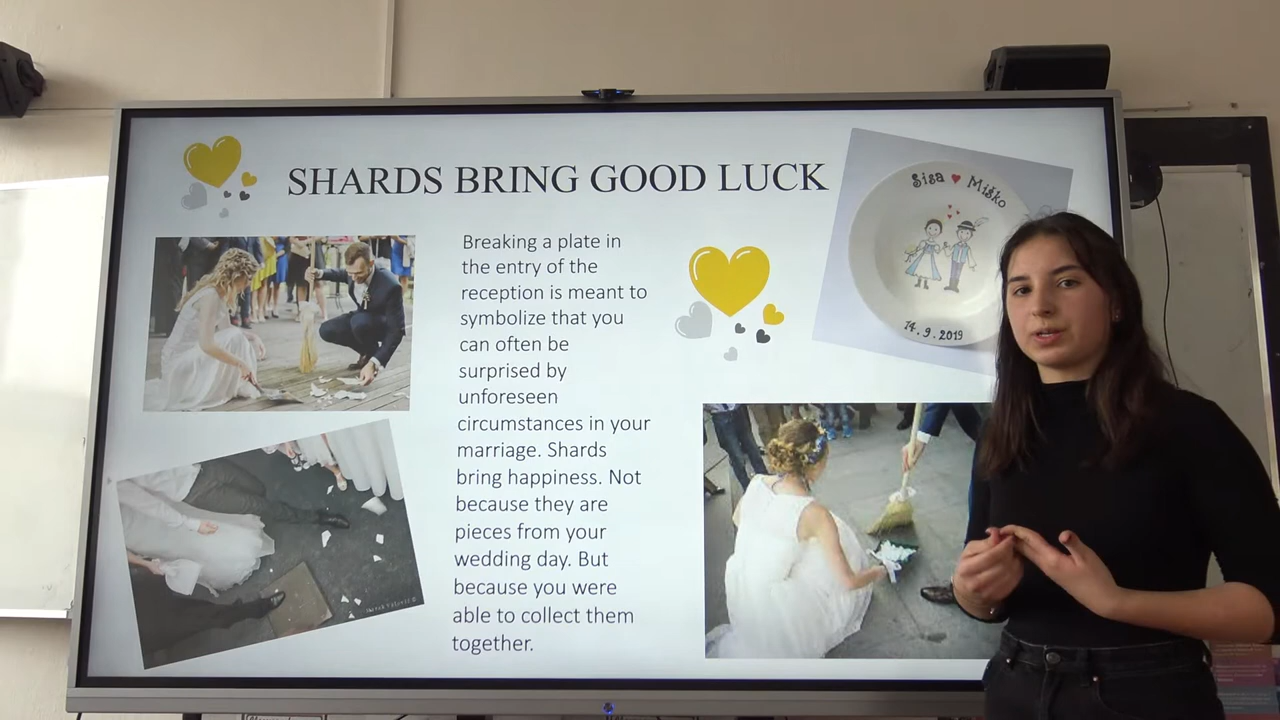 SHARDS BRING GOOD LUCK
Sisa Miško
14.9.2019
Breaking a plate in
the entry of the
reception is meant to
symbolize that you
can often be
surprised by
unforeseen
circumstances in your
marriage. Shards
bring happiness. Not
because they are
pieces from your
wedding day. But
because you were
able to collect them
together.